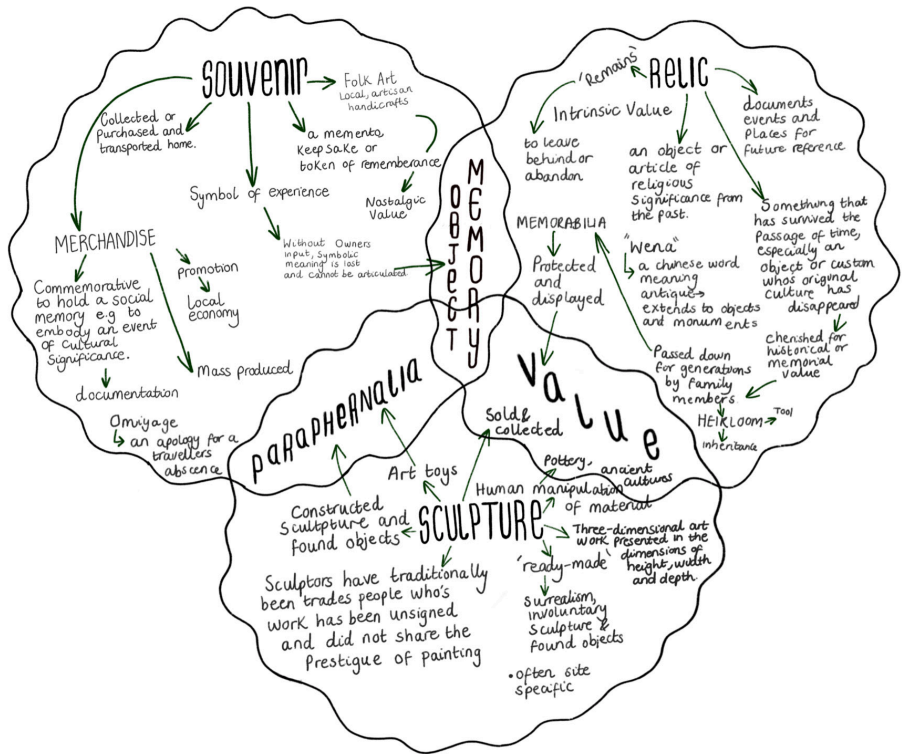 SOUVENIR
Folk Art
Local, artisan
handicrafts
Collected or
Purchased and
transported home.
a memento,
keepsake or
token of rememberance
Symbol of experience
Nostalgic
Value
Without Owners
input, Symbolic
meaning is lost
and cannot be articulated
MERCHANDISE
Commemorative
to hold a social
memory e.g to
embody an event
of Cultural
Significance.
documentation
promotion
Local
economy
Mass produced
Omiyage
an apology for a
travellers
abscence
OBJECT
MEMORY
RELIC
"Remains"
Intrinsic Value
to leave
behind or
abandon
an object or
article of
religious
significance from
the past.
documents
events and
Places for
future reference
Something that
has survived the
Passage of time,
especially an
object or custom
whos original
culture has
disappeard
Cherished for
historical or
memorial
value
MEMORABILIA
Protected
and
displayed
"Wena"
a chinese word
meaning
antique
extends to objects
and monuments
Passed down
for generations
by family
members
HEIRLOOM
Tool
inheritance
PARAPHERNALIA
Value
Sold &
collected
SCULPTURE
Art toys
Constructed
Scultpture and
found objects
Sculptors have traditionally
been trades people who's
work has been unsigned
and did not share the
Prestigue of painting
Pottery, ancient
cultures
Human manipulation
of material
Three-dimensional art
work presented in the
dimensions of
height, width
and depth.
"ready-made"
Surrealism,
involuntary
Sculpture &
found objects
• often site
specific